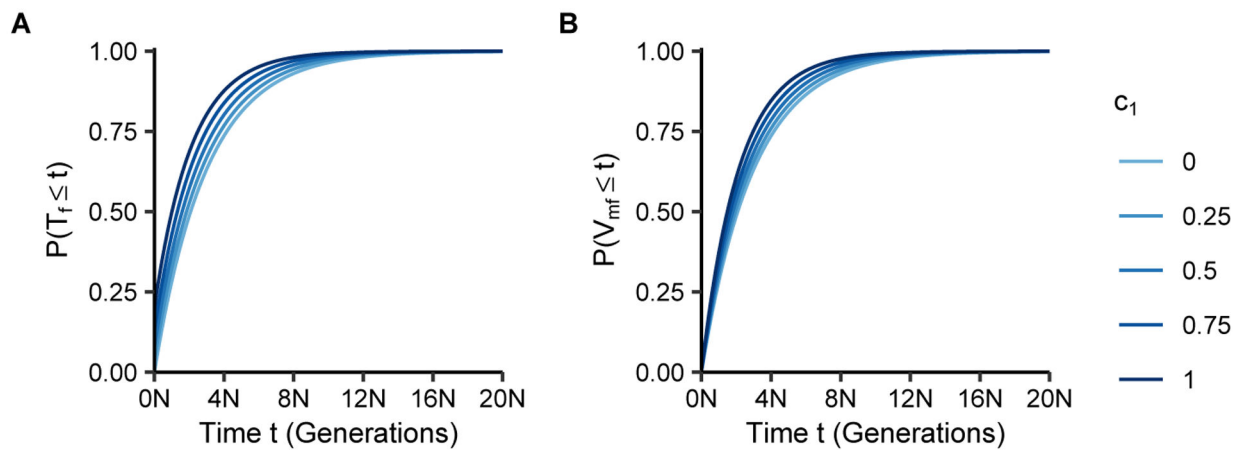 A
P(T_f ≤ t)
1.00
0.75
0.50
0.25
0.00
0N 4N 8N 12N 16N 20N
Time t (Generations)
B
P(V_mf ≤ t)
1.00
0.75
0.50
0.25
0.00
0N 4N 8N 12N 16N 20N
Time t (Generations)
c₁
0
0.25
0.5
0.75
1